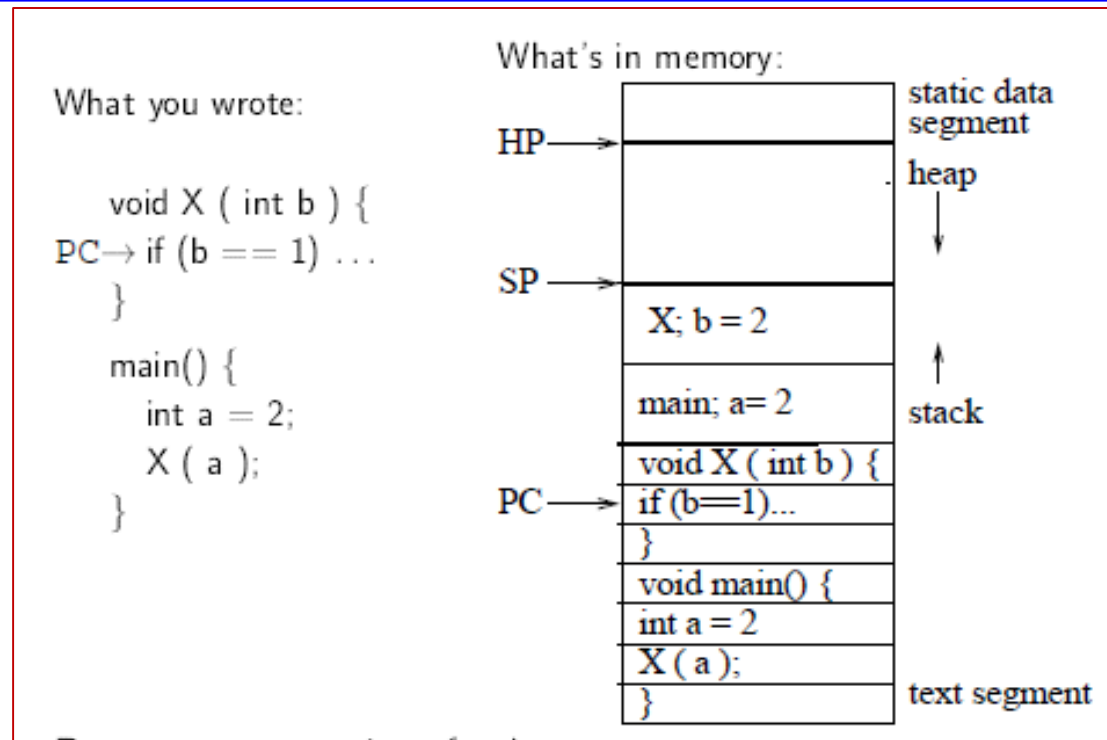 What you wrote:
void X ( int b ) {
PC→ if (b == 1) ...
}
main() {
int a = 2;
X ( a );
}
What's in memory:
static data
segment
HP
heap
SP
X; b = 2
main; a= 2
stack
void X ( int b ) {
PC
if (b==1)...
}
void main() {
int a = 2
X ( a );
}
text segment